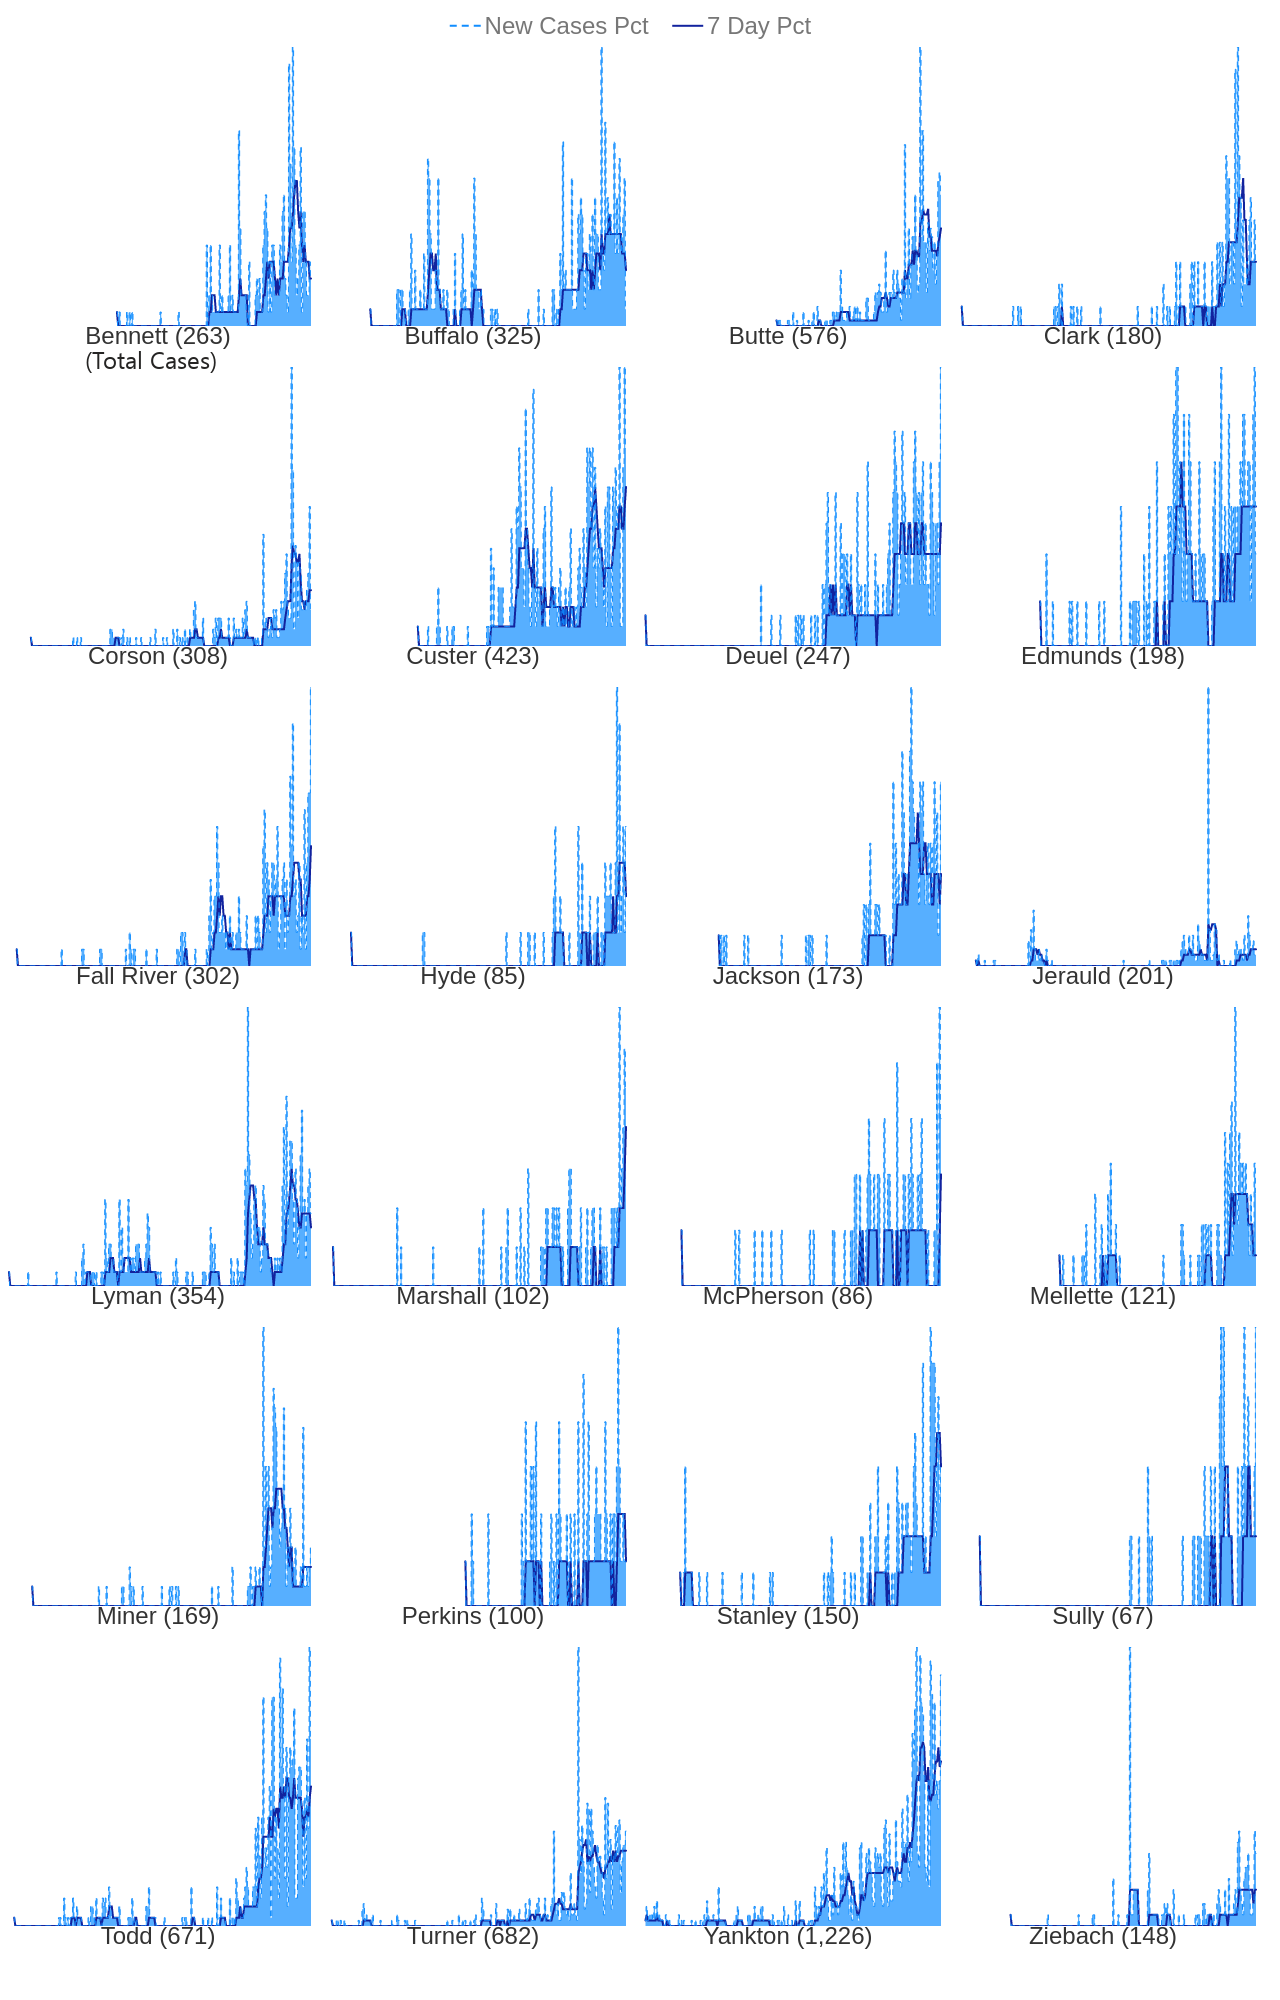 New Cases Pct 7 Day Pct
Bennett (263) Buffalo (325) Butte (576) Clark (180)
(Total Cases)
Corson (308) Custer (423) Deuel (247) Edmunds (198)
Fall River (302) Hyde (85) Jackson (173) Jerauld (201)
Lyman (354) Marshall (102) McPherson (86) Mellette (121)
Miner (169) Perkins (100) Stanley (150) Sully (67)
Todd (671) Turner (682) Yankton (1,226) Ziebach (148)